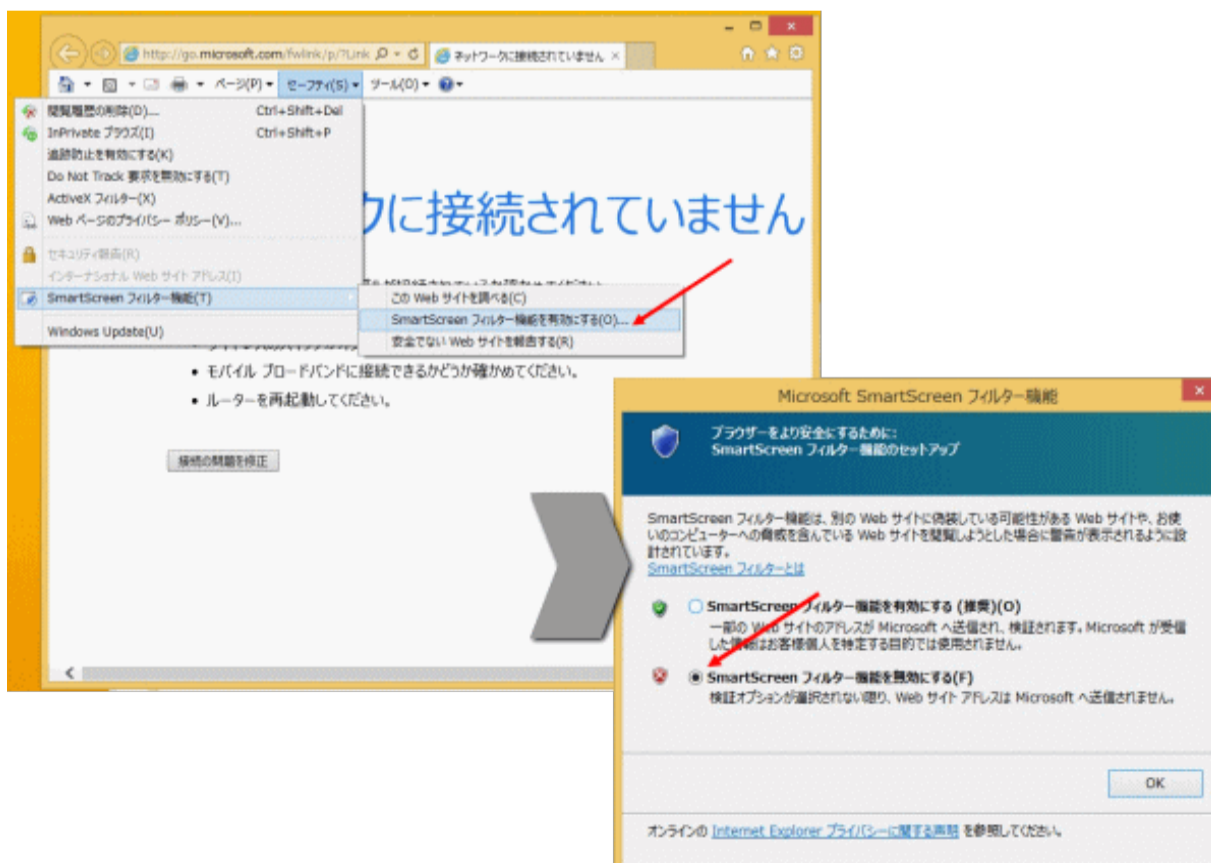 http://go.microsoft.com/fwlink/p/?Link
ネットワークに接続されていません
ページ(P)
セーフティ(S)
ツール(O)
閲覧履歴の削除(D)... Ctrl+Shift+Del
InPrivate ブラウズ(I) Ctrl+Shift+P
追跡防止を有効にする(K)
Do Not Track 要求を無効にする(T)
ActiveX フィルター(X)
Web ページのプライバシー ポリシー(V)...
セキュリティ報告(R)
インターナショナル Web サイト アドレス(I)
SmartScreen フィルター機能(T)
Windows Update(U)
クに接続されていません
この Web サイトを調べる(C)
SmartScreen フィルター機能を有効にする(O)...
安全でない Web サイトを報告する(R)
• モバイル ブロードバンドに接続できるかどうか確かめてください。
• ルーターを再起動してください。
接続の問題を修正
Microsoft SmartScreen フィルター機能
ブラウザーをより安全にするために:
SmartScreen フィルター機能のセットアップ
SmartScreen フィルター機能は、別の Web サイトに偽装している可能性がある Web サイトや、お使
いのコンピューターへの脅威を含んでいる Web サイトを閲覧しようとした場合に警告が表示されるように設
計されています。
SmartScreen フィルターとは
SmartScreen フィルター機能を有効にする (推奨)(O)
一部の Web サイトのアドレスが Microsoft へ送信され、検証されます。Microsoft が受信
した情報はお客様個人を特定する目的では使用されません。
SmartScreen フィルター機能を無効にする(F)
検証オプションが選択されない限り、Web サイト アドレスは Microsoft へ送信されません。
OK
オンラインの Internet Explorer プライバシーに関する声明 を参照してください。